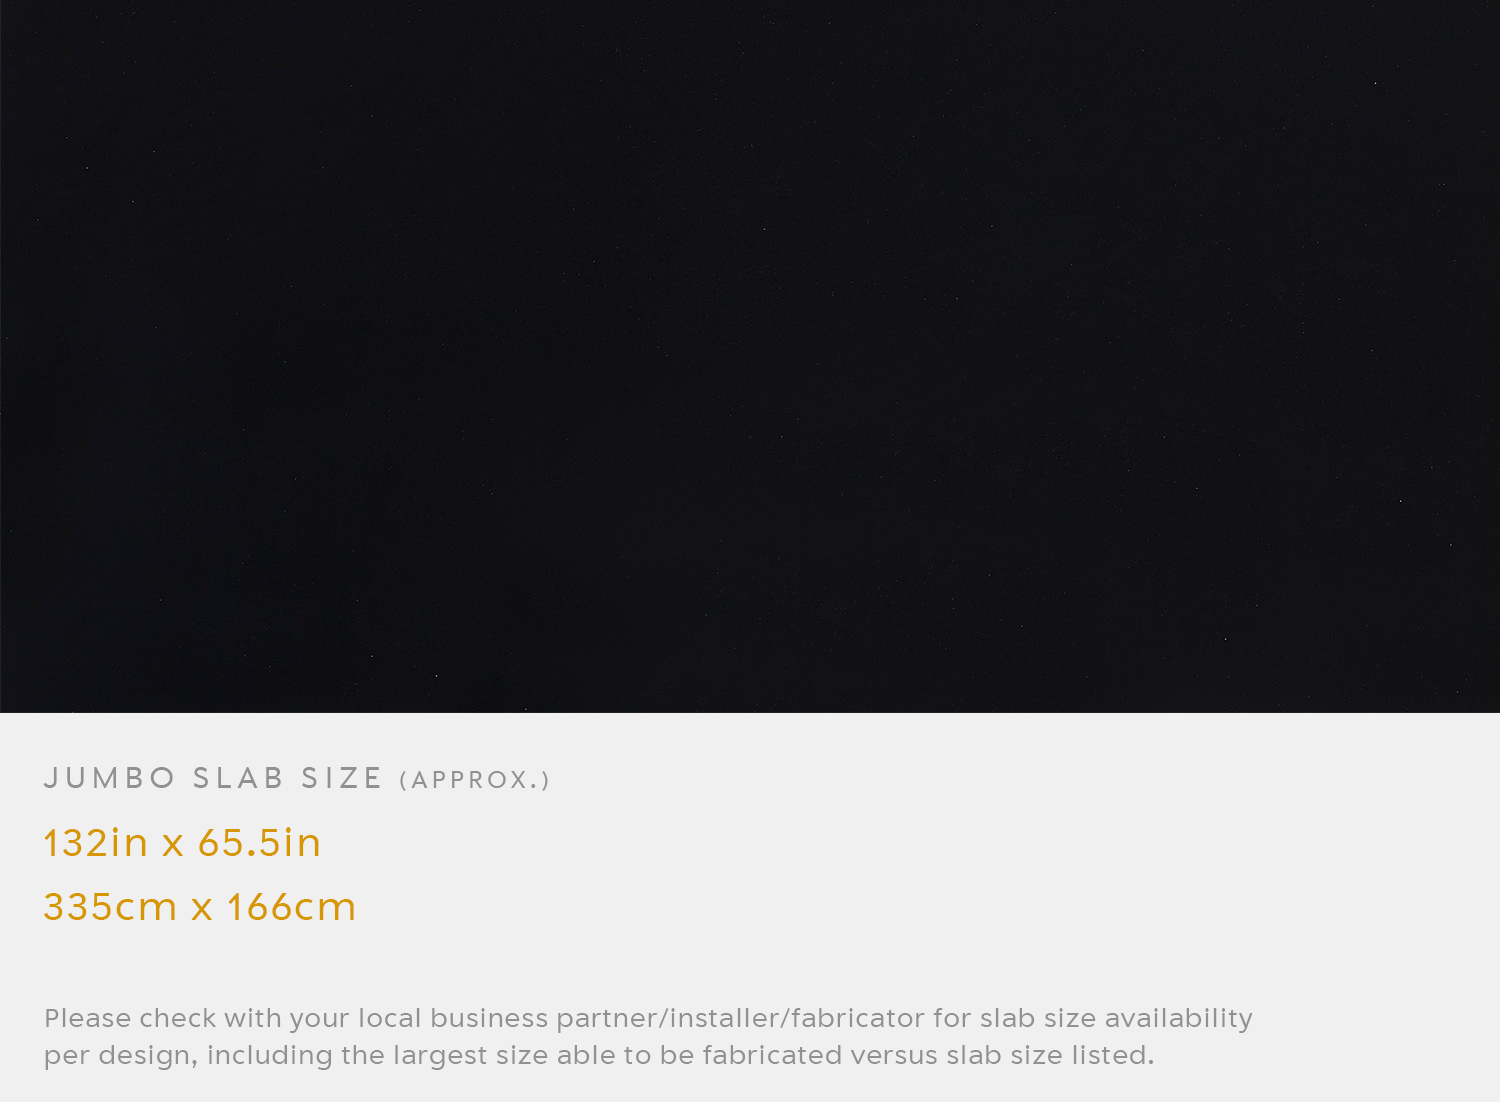 JUMBO SLAB SIZE (APPROX.)
132in x 65.5in
335cm x 166cm
Please check with your local business partner/installer/fabricator for slab size availability
per design, including the largest size able to be fabricated versus slab size listed.